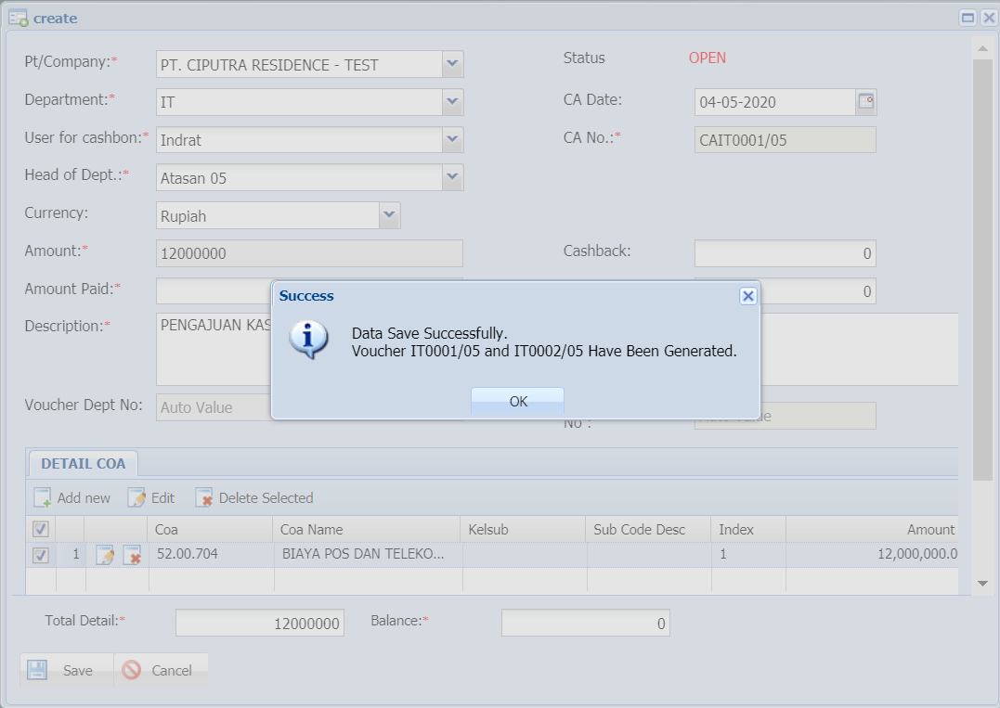 create
Pt/Company:* PT. CIPUTRA RESIDENCE - TEST Status OPEN
Department:* IT CA Date: 04-05-2020
User for cashbon:* Indrat CA No.:* CAIT0001/05
Head of Dept.:* Atasan 05
Currency: Rupiah
Amount:* 12000000 Cashback: 0
Amount Paid:* 0
Success
Description:* PENGAJUAN KAS
Data Save Successfully.
Voucher IT0001/05 and IT0002/05 Have Been Generated.
OK
Voucher Dept No: Auto Value No :
DETAIL COA
Add new Edit Delete Selected
Coa Coa Name Kelsub Sub Code Desc Index Amount
1 52.00.704 BIAYA POS DAN TELEKO... 1 12,000,000.0
Total Detail:* 12000000 Balance:* 0
Save Cancel